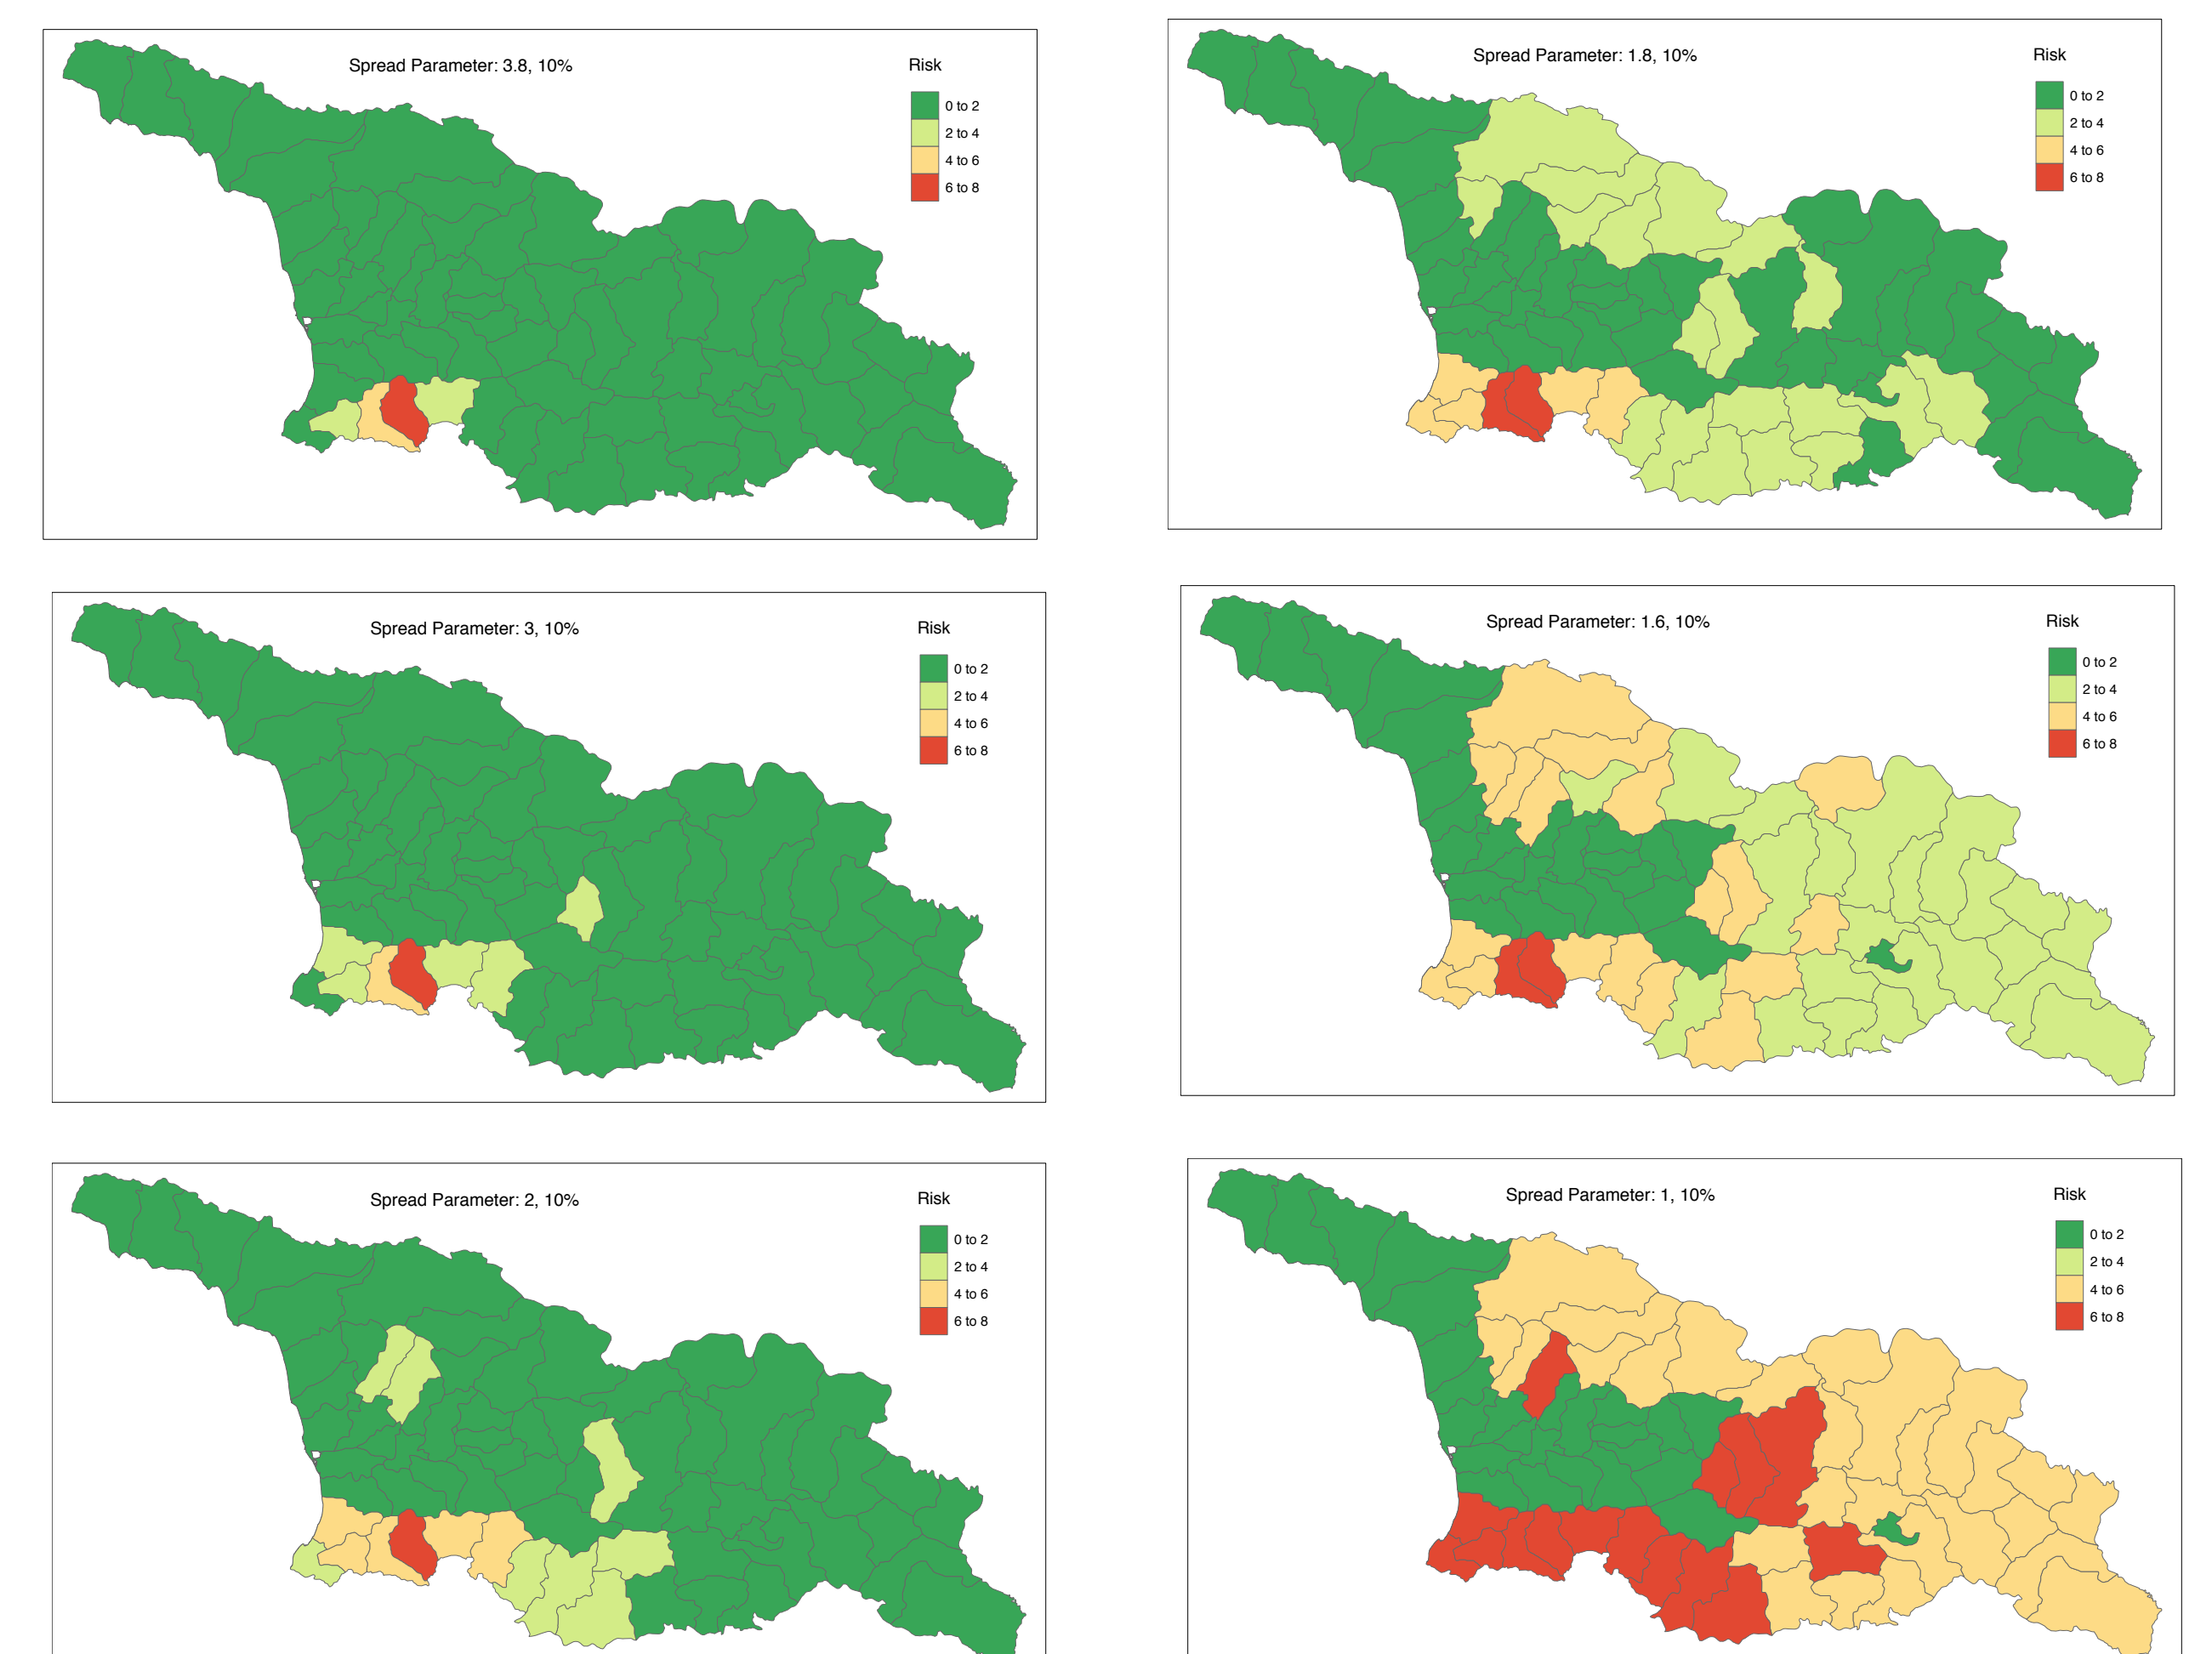 Spread Parameter: 3.8, 10%
Risk
0 to 2
2 to 4
4 to 6
6 to 8
Spread Parameter: 1.8, 10%
Risk
0 to 2
2 to 4
4 to 6
6 to 8
Spread Parameter: 3, 10%
Risk
0 to 2
2 to 4
4 to 6
6 to 8
Spread Parameter: 1.6, 10%
Risk
0 to 2
2 to 4
4 to 6
6 to 8
Spread Parameter: 2, 10%
Risk
0 to 2
2 to 4
4 to 6
6 to 8
Spread Parameter: 1, 10%
Risk
0 to 2
2 to 4
4 to 6
6 to 8